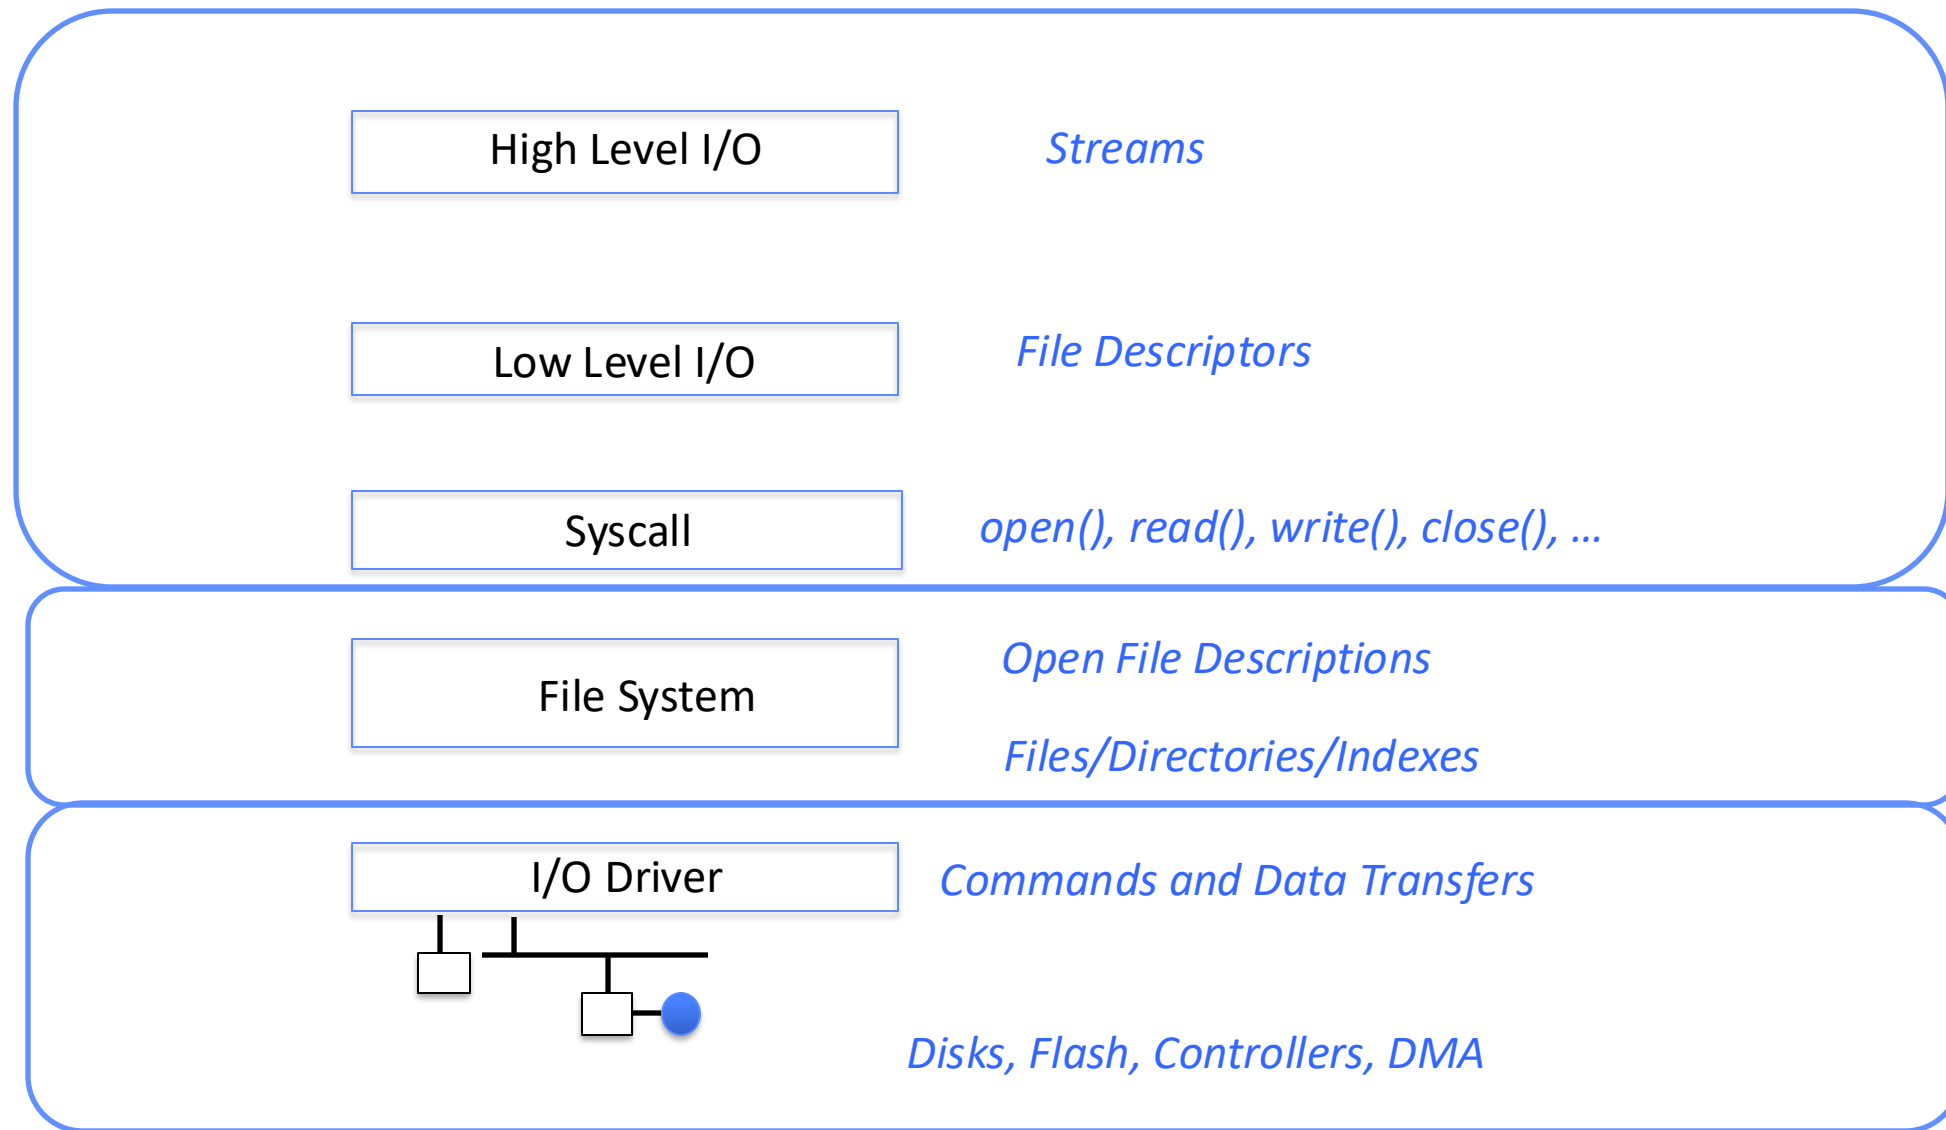 High Level I/O
Streams
Low Level I/O
File Descriptors
Syscall
open(), read(), write(), close(), ...
File System
Open File Descriptions
Files/Directories/Indexes
I/O Driver
Commands and Data Transfers
Disks, Flash, Controllers, DMA